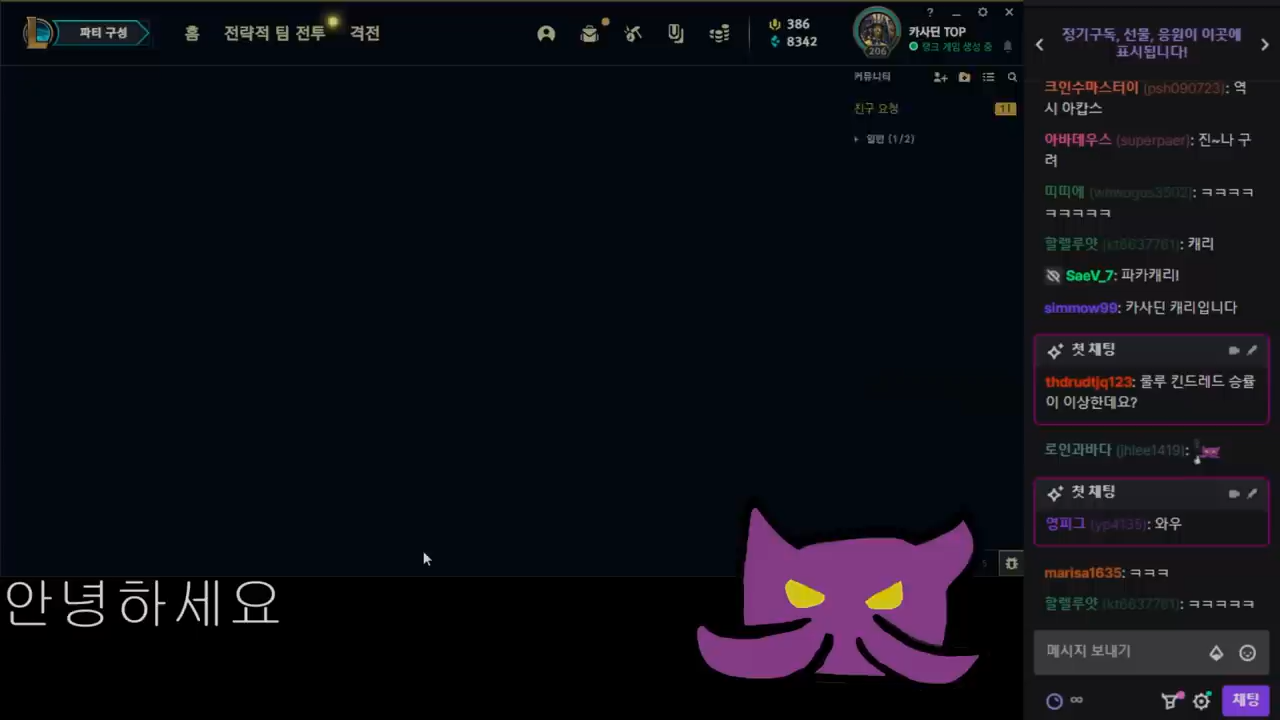 파티 구성
홈 전략적 팀 전투 격전
386
8342
206
카사딘 TOP
랭크 게임 생성 중
커뮤니티
친구 요청
11
일반 (1/2)
안녕하세요
정기구독, 선물, 응원이 이곳에
표시됩니다!
크인수마스터이 (psh090723): 역
시 아캅스
아바데우스 (superpaer): 진~나 구
려
띠띠에 ㅋㅋㅋㅋ
ㅋㅋㅋㅋㅋ
할렐루얏 (kt6637761): 캐리
SaeV_7: 파카캐리!
simmow99: 카사딘 캐리입니다
첫 채팅
thdrudtjq123: 룰루 킨드레드 승률
이 이상한데요?
로인과바다 (jhlee1419):
첫 채팅
영피그 (yp4135): 와우
marisa1635: ㅋㅋㅋ
할렐루얏 (kt6637761): ㅋㅋㅋㅋㅋ
메시지 보내기
채팅